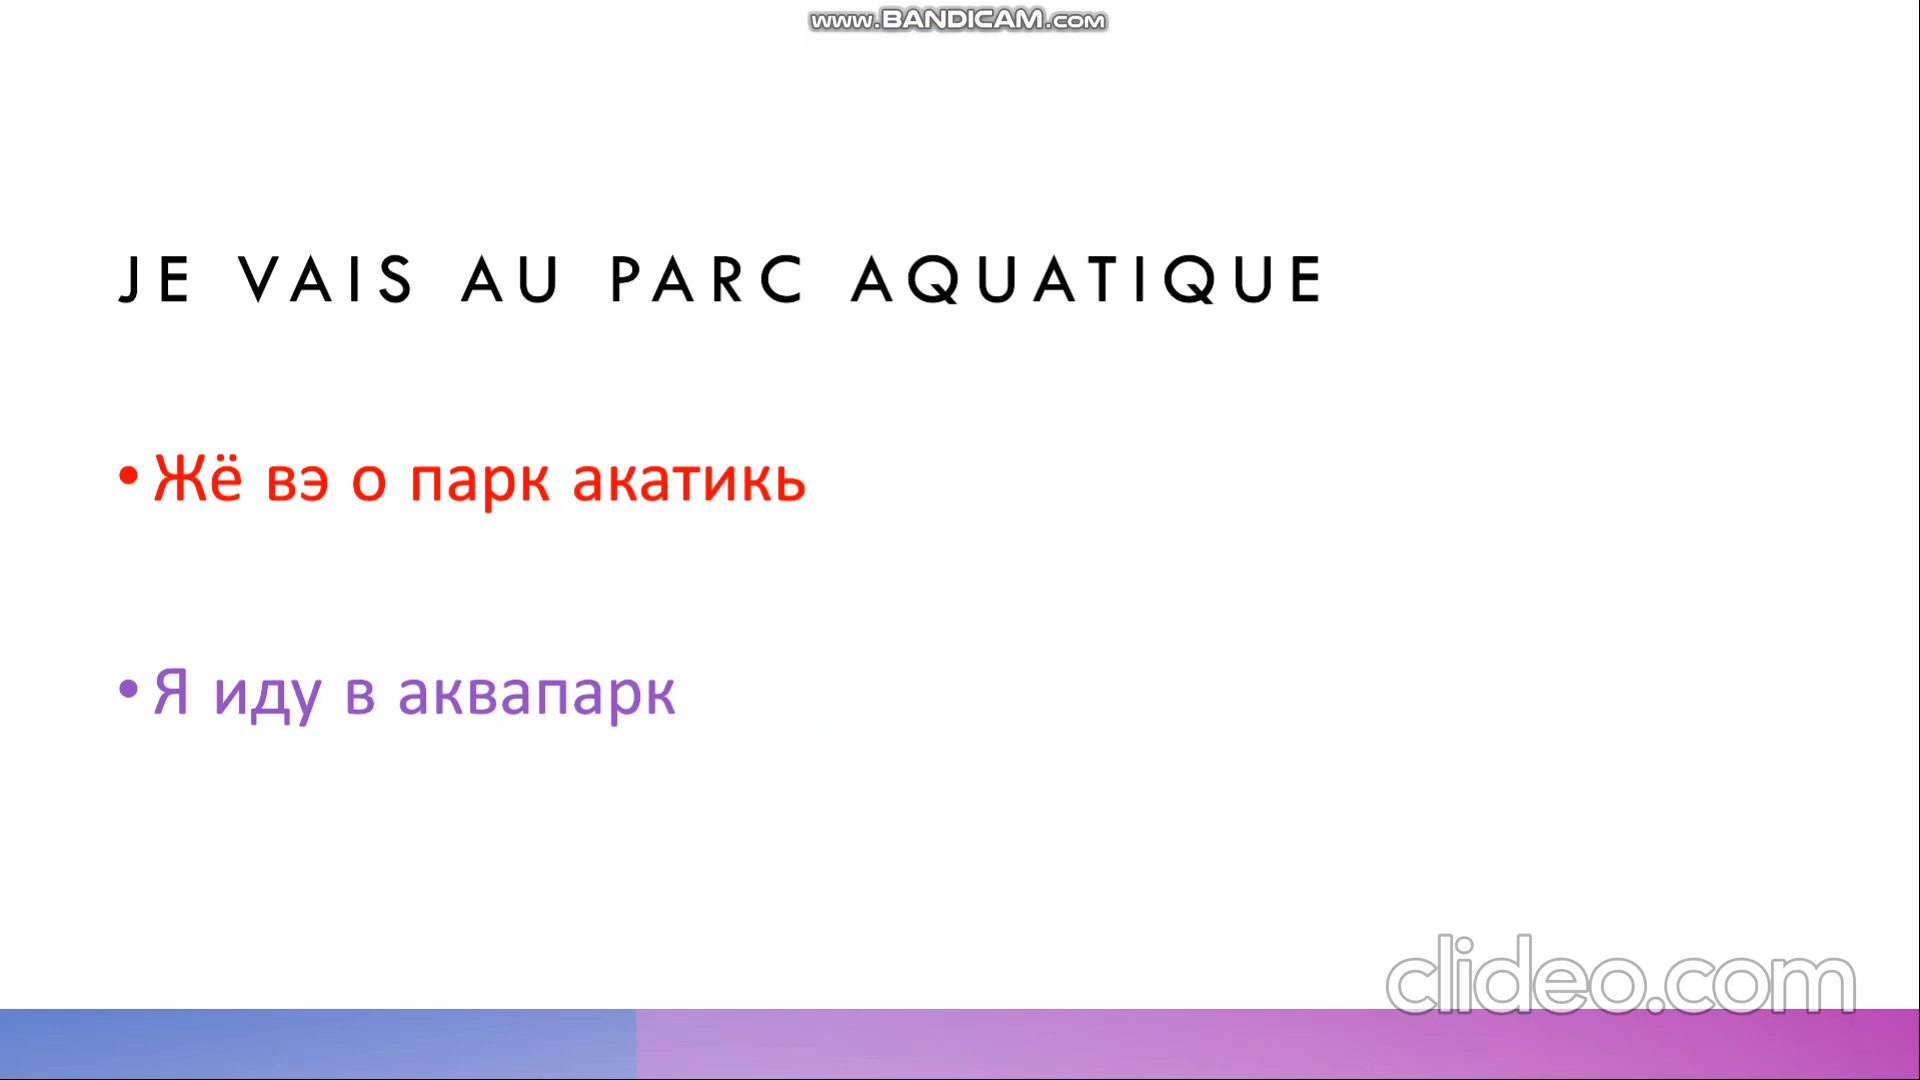 www.BANDICAM.com
JE VAIS AU PARC AQUATIQUE
• Жё вэ о парк акатикь
• Я иду в аквапарк
clideo.com